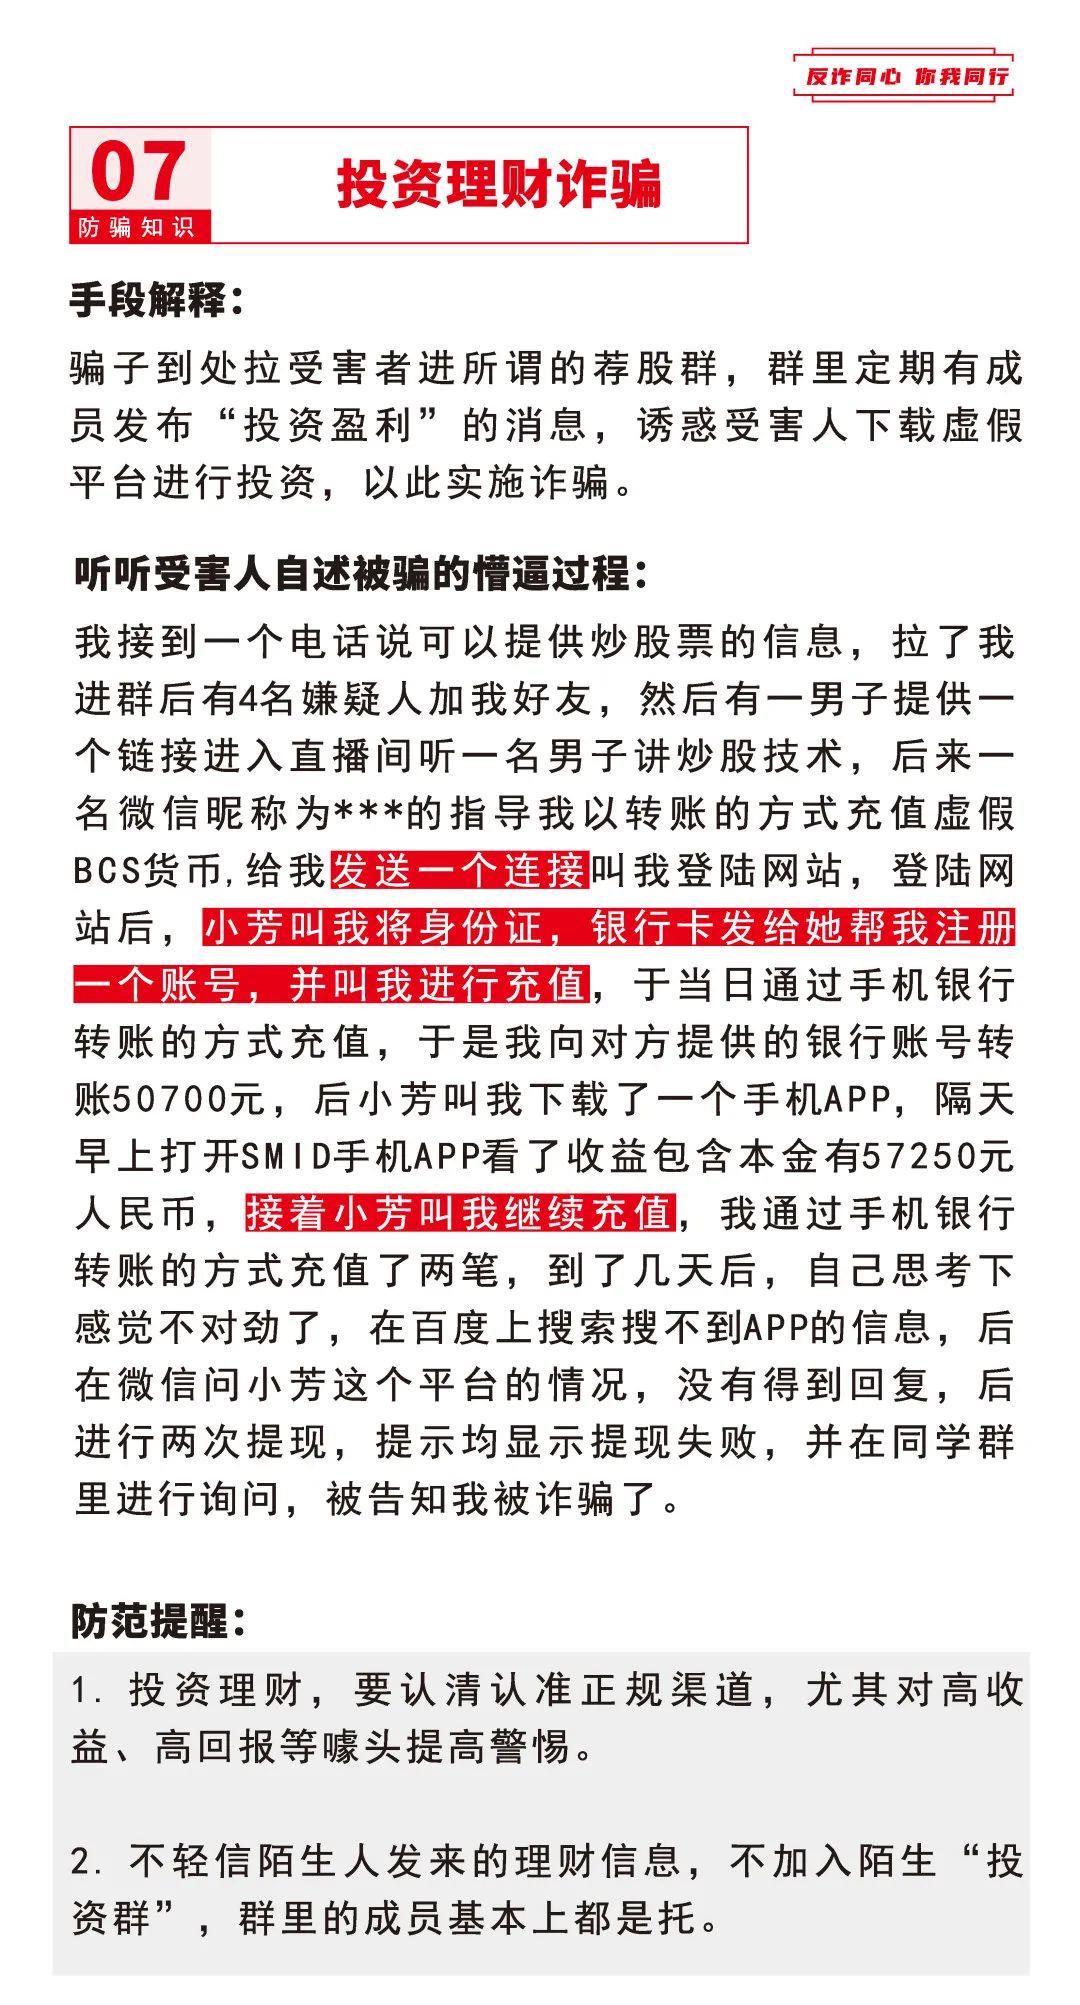 反诈同心 你我同行
07
防骗知识
投资理财诈骗
手段解释：
骗子到处拉受害者进所谓的荐股群，群里定期有成
员发布“投资盈利”的消息，诱惑受害人下载虚假
平台进行投资，以此实施诈骗。
听听受害人自述被骗的懵逼过程：
我接到一个电话说可以提供炒股票的信息，拉了我
进群后有4名嫌疑人加我好友，然后有一男子提供一
个链接进入直播间听一名男子讲炒股技术，后来一
名微信昵称为***的指导我以转账的方式充值虚假
BCS货币,给我发送一个连接叫我登陆网站，登陆网
站后，小芳叫我将身份证，银行卡发给她帮我注册
一个账号，并叫我进行充值，于当日通过手机银行
转账的方式充值，于是我向对方提供的银行账号转
账50700元，后小芳叫我下载了一个手机APP，隔天
早上打开SMID手机APP看了收益包含本金有57250元
人民币，接着小芳叫我继续充值，我通过手机银行
转账的方式充值了两笔，到了几天后，自己思考下
感觉不对劲了，在百度上搜索搜不到APP的信息，后
在微信问小芳这个平台的情况，没有得到回复，后
进行两次提现，提示均显示提现失败，并在同学群
里进行询问，被告知我被诈骗了。
防范提醒：
1. 投资理财，要认清认准正规渠道，尤其对高收
益、高回报等噱头提高警惕。
2. 不轻信陌生人发来的理财信息，不加入陌生“投
资群”，群里的成员基本上都是托。